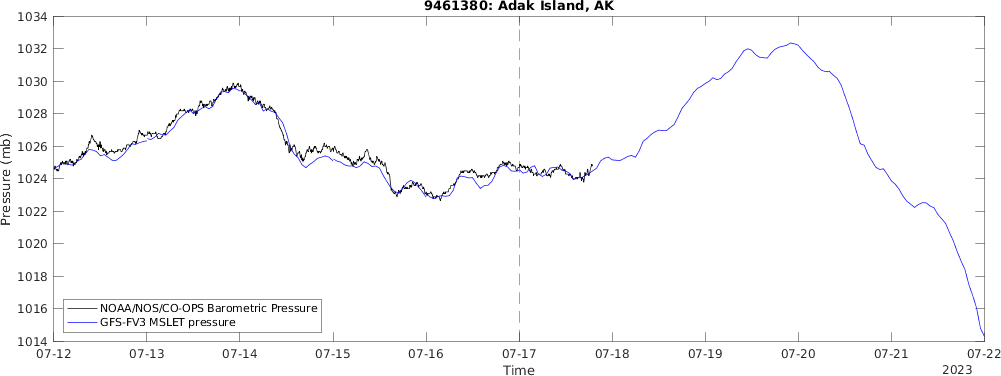 9461380: Adak Island, AK
Pressure (mb)
1034
1032
1030
1028
1026
1024
1022
1020
1018
1016
1014
NOAA/NOS/CO-OPS Barometric Pressure
GFS-FV3 MSLET pressure
07-12 07-13 07-14 07-15 07-16 07-17 07-18 07-19 07-20 07-21 07-22
Time
2023